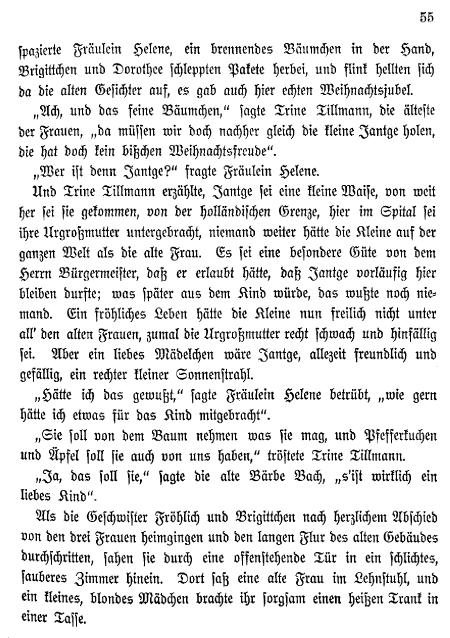 55
spazierte Fräulein Helene, ein brennendes Bäumchen in der Hand,
Brigittchen und Dorothee schleppten Pakete herbei, und flink hellten sich
da die alten Gesichter auf, es gab auch hier echten Weihnachtsjubel.
„Ach, und das feine Bäumchen,“ sagte Trine Tillmann, die älteste
der Frauen, „da müssen wir doch nachher gleich die kleine Jantge holen,
die hat doch kein bißchen Weihnachtsfreude“.
„Wer ist denn Jantge?“ fragte Fräulein Helene.
Und Trine Tillmann erzählte, Jantge sei eine kleine Waise, von weit
her sei sie gekommen, von der holländischen Grenze, hier im Spital sei
ihre Urgroßmutter untergebracht, niemand weiter hätte die Kleine auf der
ganzen Welt als die alte Frau. Es sei eine besondere Güte von dem
Herrn Bürgermeister, daß er erlaubt hätte, daß Jantge vorläufig hier
bleiben durfte; was später aus dem Kind würde, das wußte noch nie-
mand. Ein fröhliches Leben hätte die Kleine nun freilich nicht unter
all' den alten Frauen, zumal die Urgroßmutter recht schwach und hinfällig
sei. Aber ein liebes Mädelchen wäre Jantge, allezeit freundlich und
gefällig, ein rechter kleiner Sonnenstrahl.
„Hätte ich das gewußt,“ sagte Fräulein Helene betrübt, „wie gern
hätte ich etwas für das Kind mitgebracht“.
„Sie soll von dem Baum nehmen was sie mag, und Pfefferkuchen
und Äpfel soll sie auch von uns haben,“ tröstete Trine Tillmann.
„Ja, das soll sie,“ sagte die alte Bärbe Bach, „s'ist wirklich ein
liebes Kind“.
Als die Geschwister Fröhlich und Brigittchen nach herzlichem Abschied
von den drei Frauen heimgingen und den langen Flur des alten Gebäudes
durchschritten, sahen sie durch eine offenstehende Tür in ein schlichtes,
sauberes Zimmer hinein. Dort saß eine alte Frau im Lehnstuhl, und
ein kleines, blondes Mädchen brachte ihr sorgsam einen heißen Trank in
einer Tasse.